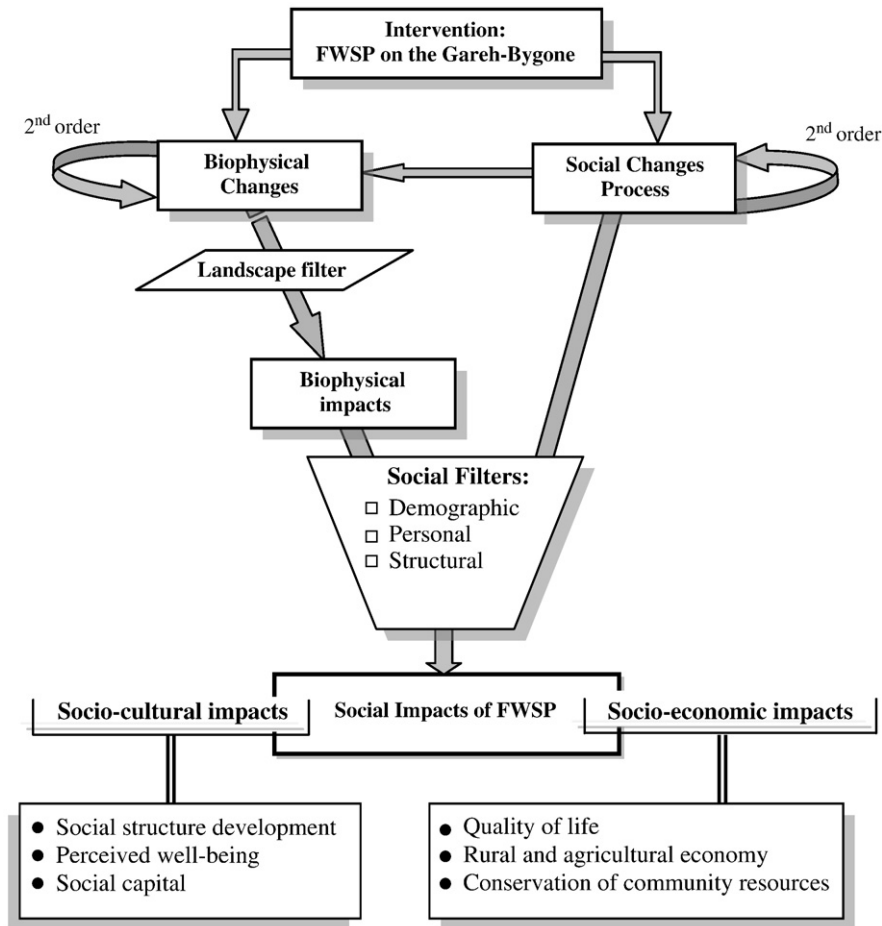 Intervention:
FWSP on the Gareh-Bygone
2nd order
2nd order
Biophysical
Changes
Social Changes
Process
Landscape filter
Biophysical
impacts
Social Filters:
Demographic
Personal
Structural
Socio-cultural impacts
Social Impacts of FWSP
Socio-economic impacts
● Social structure development
● Perceived well-being
● Social capital
● Quality of life
● Rural and agricultural economy
● Conservation of community resources